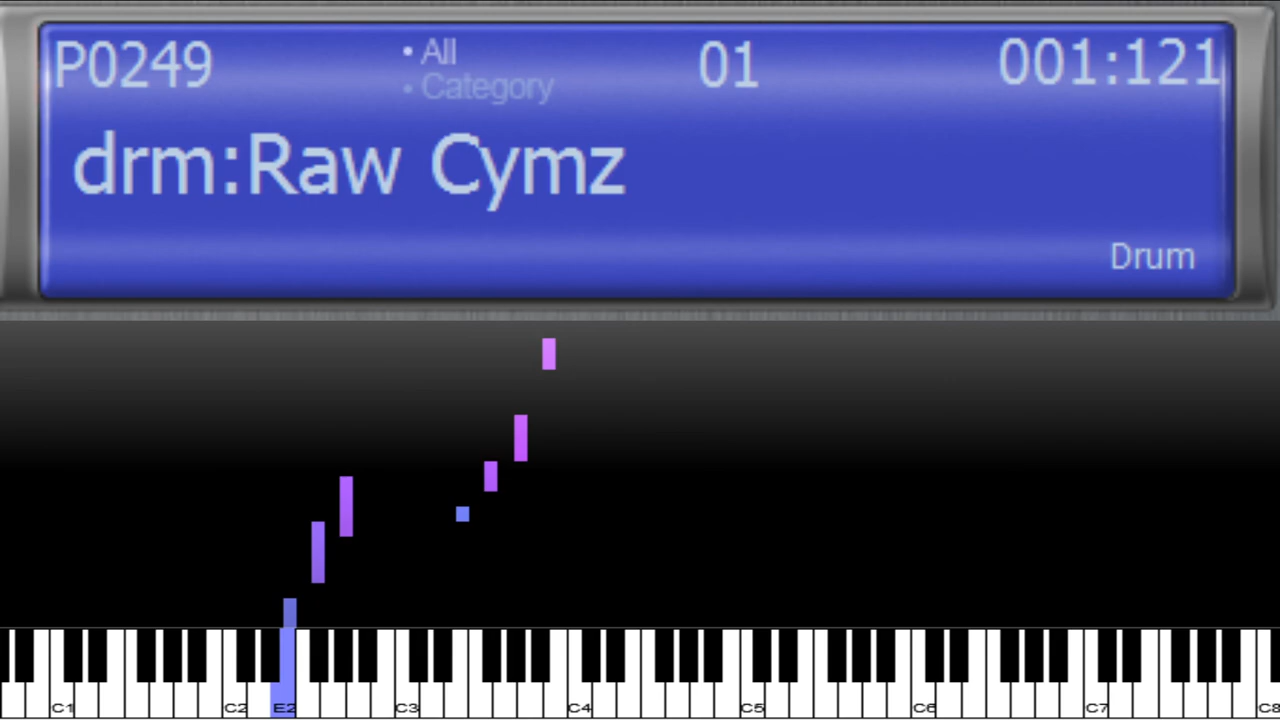 P0249 • All 01 001:121
• Category
drm:Raw Cymz
Drum
C1 C2 E2 C3 C4 C5 C6 C7 C8